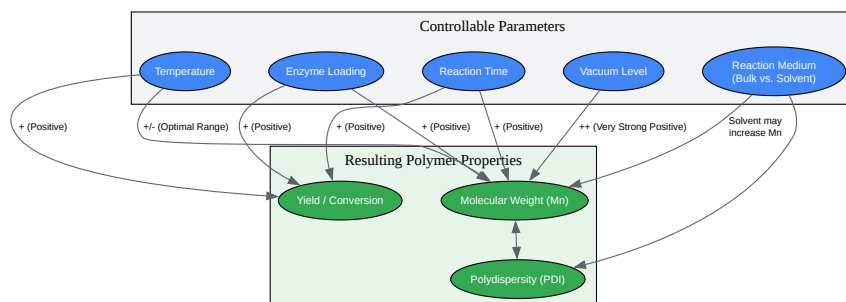 Controllable Parameters
Temperature
Enzyme Loading
Reaction Time
Vacuum Level
Reaction Medium
(Bulk vs. Solvent)
+ (Positive)
+/- (Optimal Range)
+ (Positive)
+ (Positive)
+ (Positive)
+ (Positive)
++ (Very Strong Positive)
Solvent may
increase Mn
Resulting Polymer Properties
Yield / Conversion
Molecular Weight (Mn)
Polydispersity (PDI)